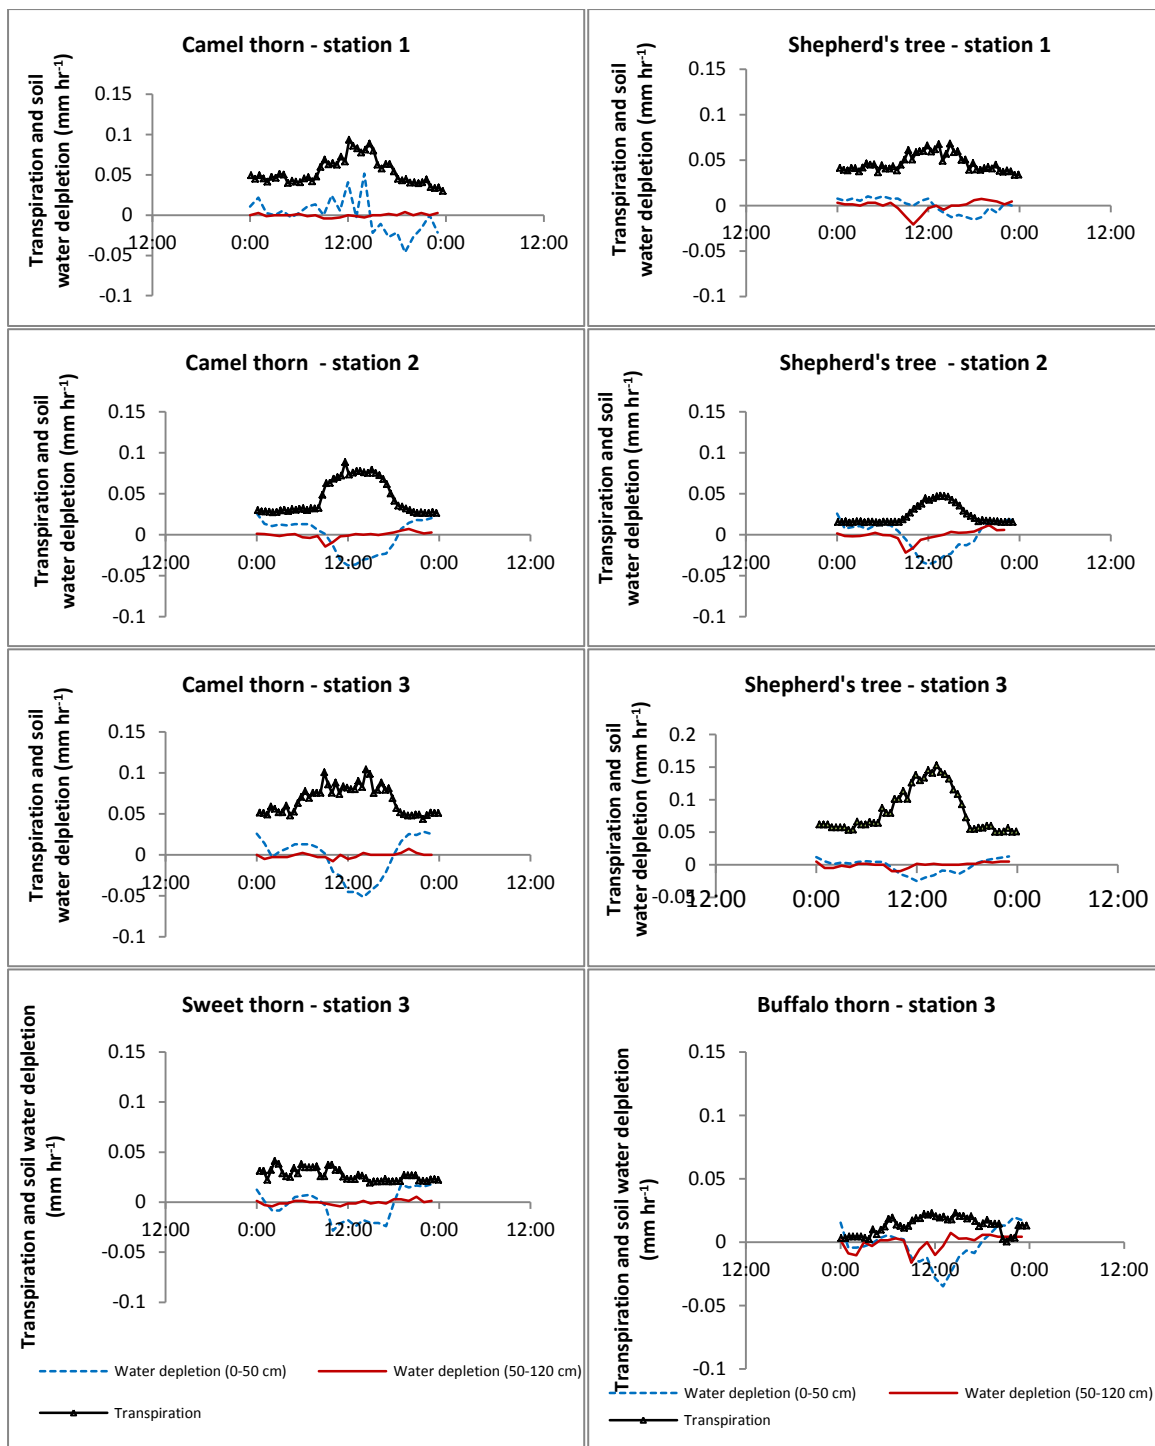 Camel thorn - station 1
Transpiration and soil
water delpletion (mm hr-1)
0.15
0.1
0.05
0
-0.05
-0.1
12:00 0:00 12:00 0:00 12:00
Shepherd's tree - station 1
Transpiration and soil
water delpletion (mm hr-1)
0.15
0.1
0.05
0
-0.05
-0.1
12:00 0:00 12:00 0:00 12:00
Camel thorn - station 2
Transpiration and soil
water delpletion (mm hr-1)
0.15
0.1
0.05
0
-0.05
-0.1
12:00 0:00 12:00 0:00 12:00
Shepherd's tree - station 2
Transpiration and soil
water delpletion (mm hr-1)
0.15
0.1
0.05
0
-0.05
-0.1
12:00 0:00 12:00 0:00 12:00
Camel thorn - station 3
Transpiration and soil
water delpletion (mm hr-1)
0.15
0.1
0.05
0
-0.05
-0.1
12:00 0:00 12:00 0:00 12:00
Shepherd's tree - station 3
Transpiration and soil
water delpletion (mm hr-1)
0.2
0.15
0.1
0.05
0
-0.05
12:00 0:00 12:00 0:00 12:00
Sweet thorn - station 3
Transpiration and soil water delpletion
(mm hr-1)
0.15
0.1
0.05
0
-0.05
-0.1
12:00 0:00 12:00 0:00 12:00
Water depletion (0-50 cm) Water depletion (50-120 cm)
Transpiration
Buffalo thorn - station 3
Transpiration and soil water delpletion
(mm hr-1)
0.15
0.1
0.05
0
-0.05
-0.1
12:00 0:00 12:00 0:00 12:00
Water depletion (0-50 cm) Water depletion (50-120 cm)
Transpiration